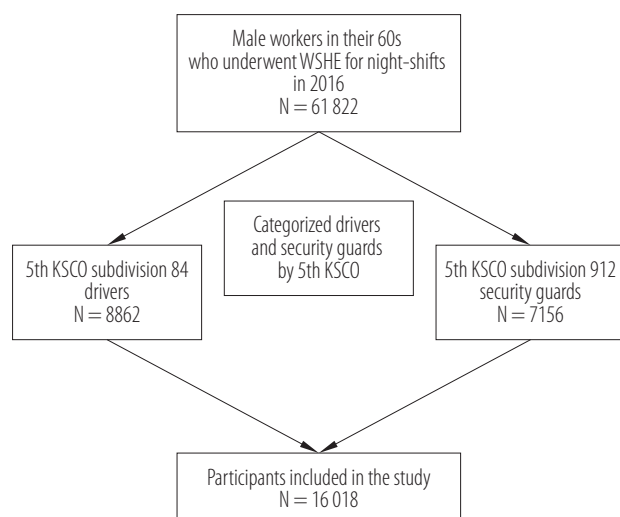 Male workers in their 60s
who underwent WSHE for night-shifts
in 2016
N = 61 822
Categorized drivers
and security guards
by 5th KSCO
5th KSCO subdivision 84
drivers
N = 8862
5th KSCO subdivision 912
security guards
N = 7156
Participants included in the study
N = 16 018